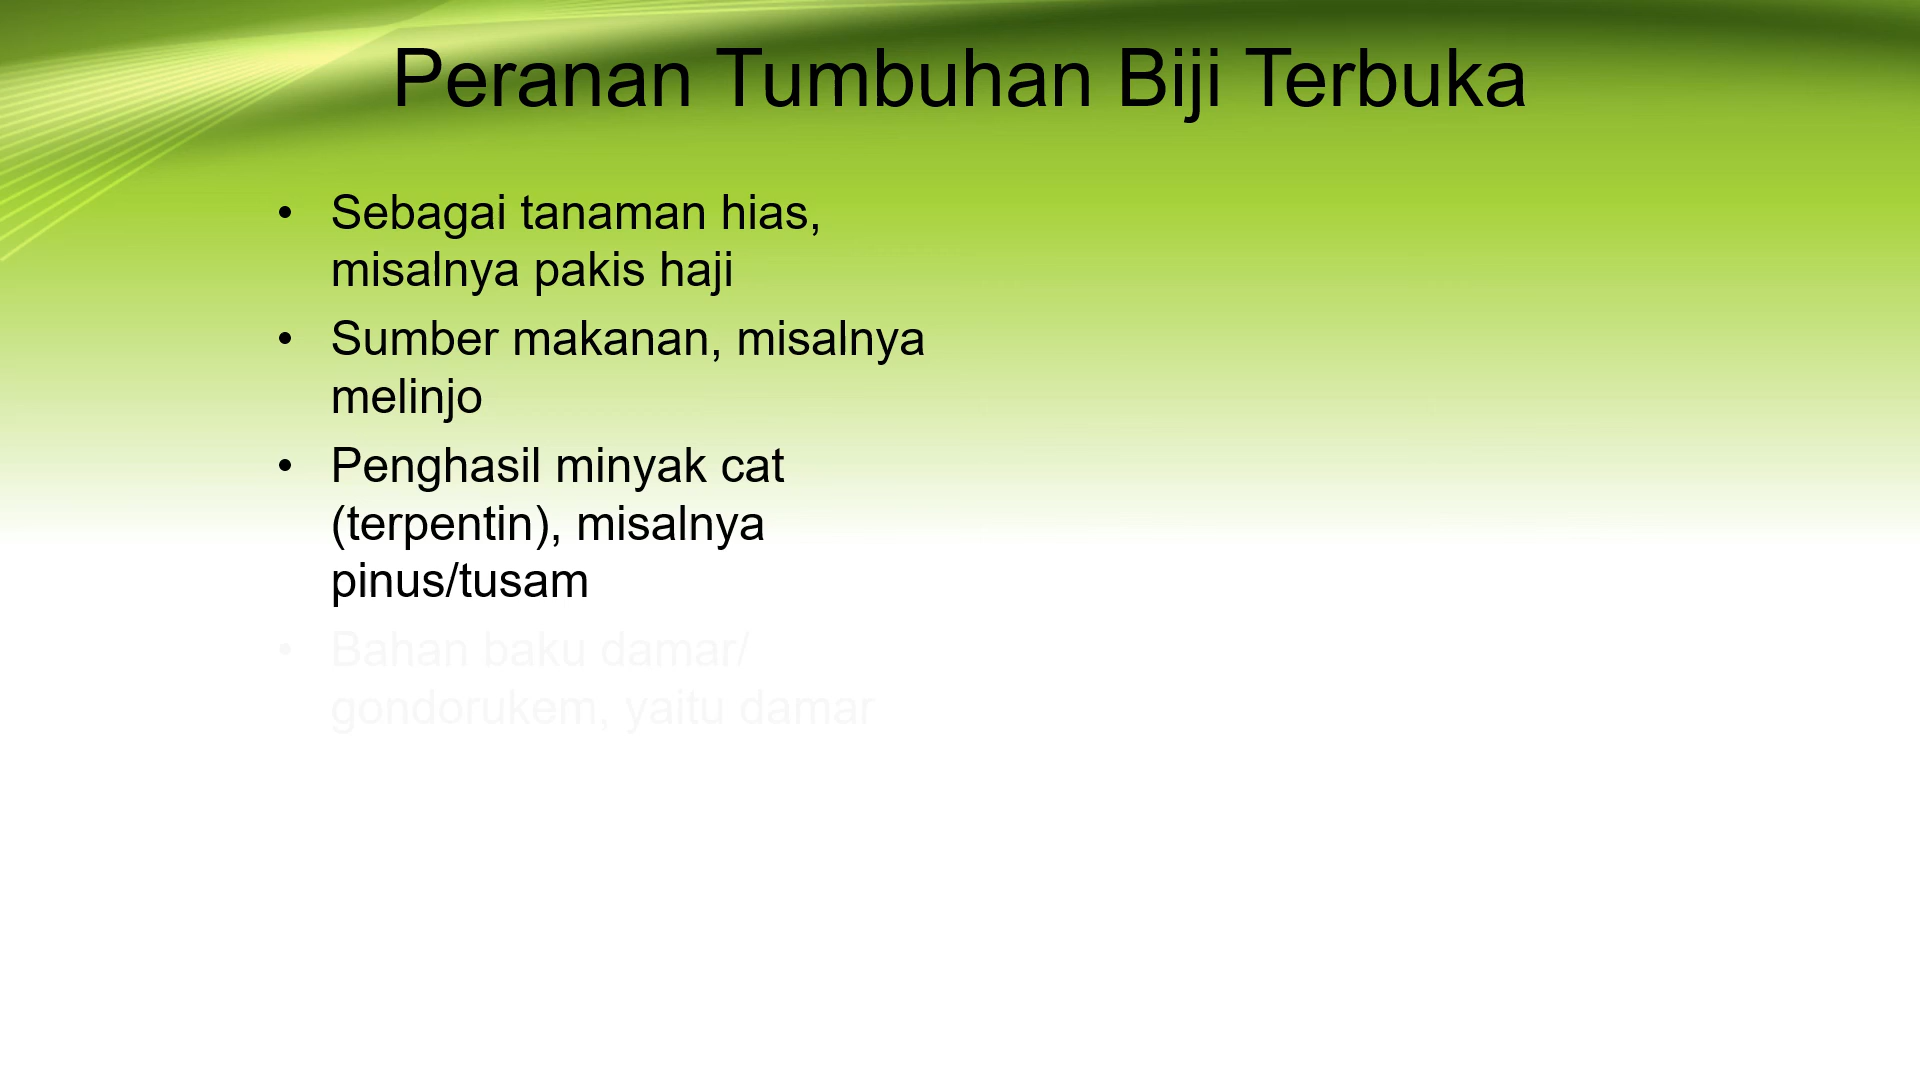 Peranan Tumbuhan Biji Terbuka
• Sebagai tanaman hias,
misalnya pakis haji
• Sumber makanan, misalnya
melinjo
• Penghasil minyak cat
(terpentin), misalnya
pinus/tusam
• Bahan baku damar/
gondorukem, yaitu damar